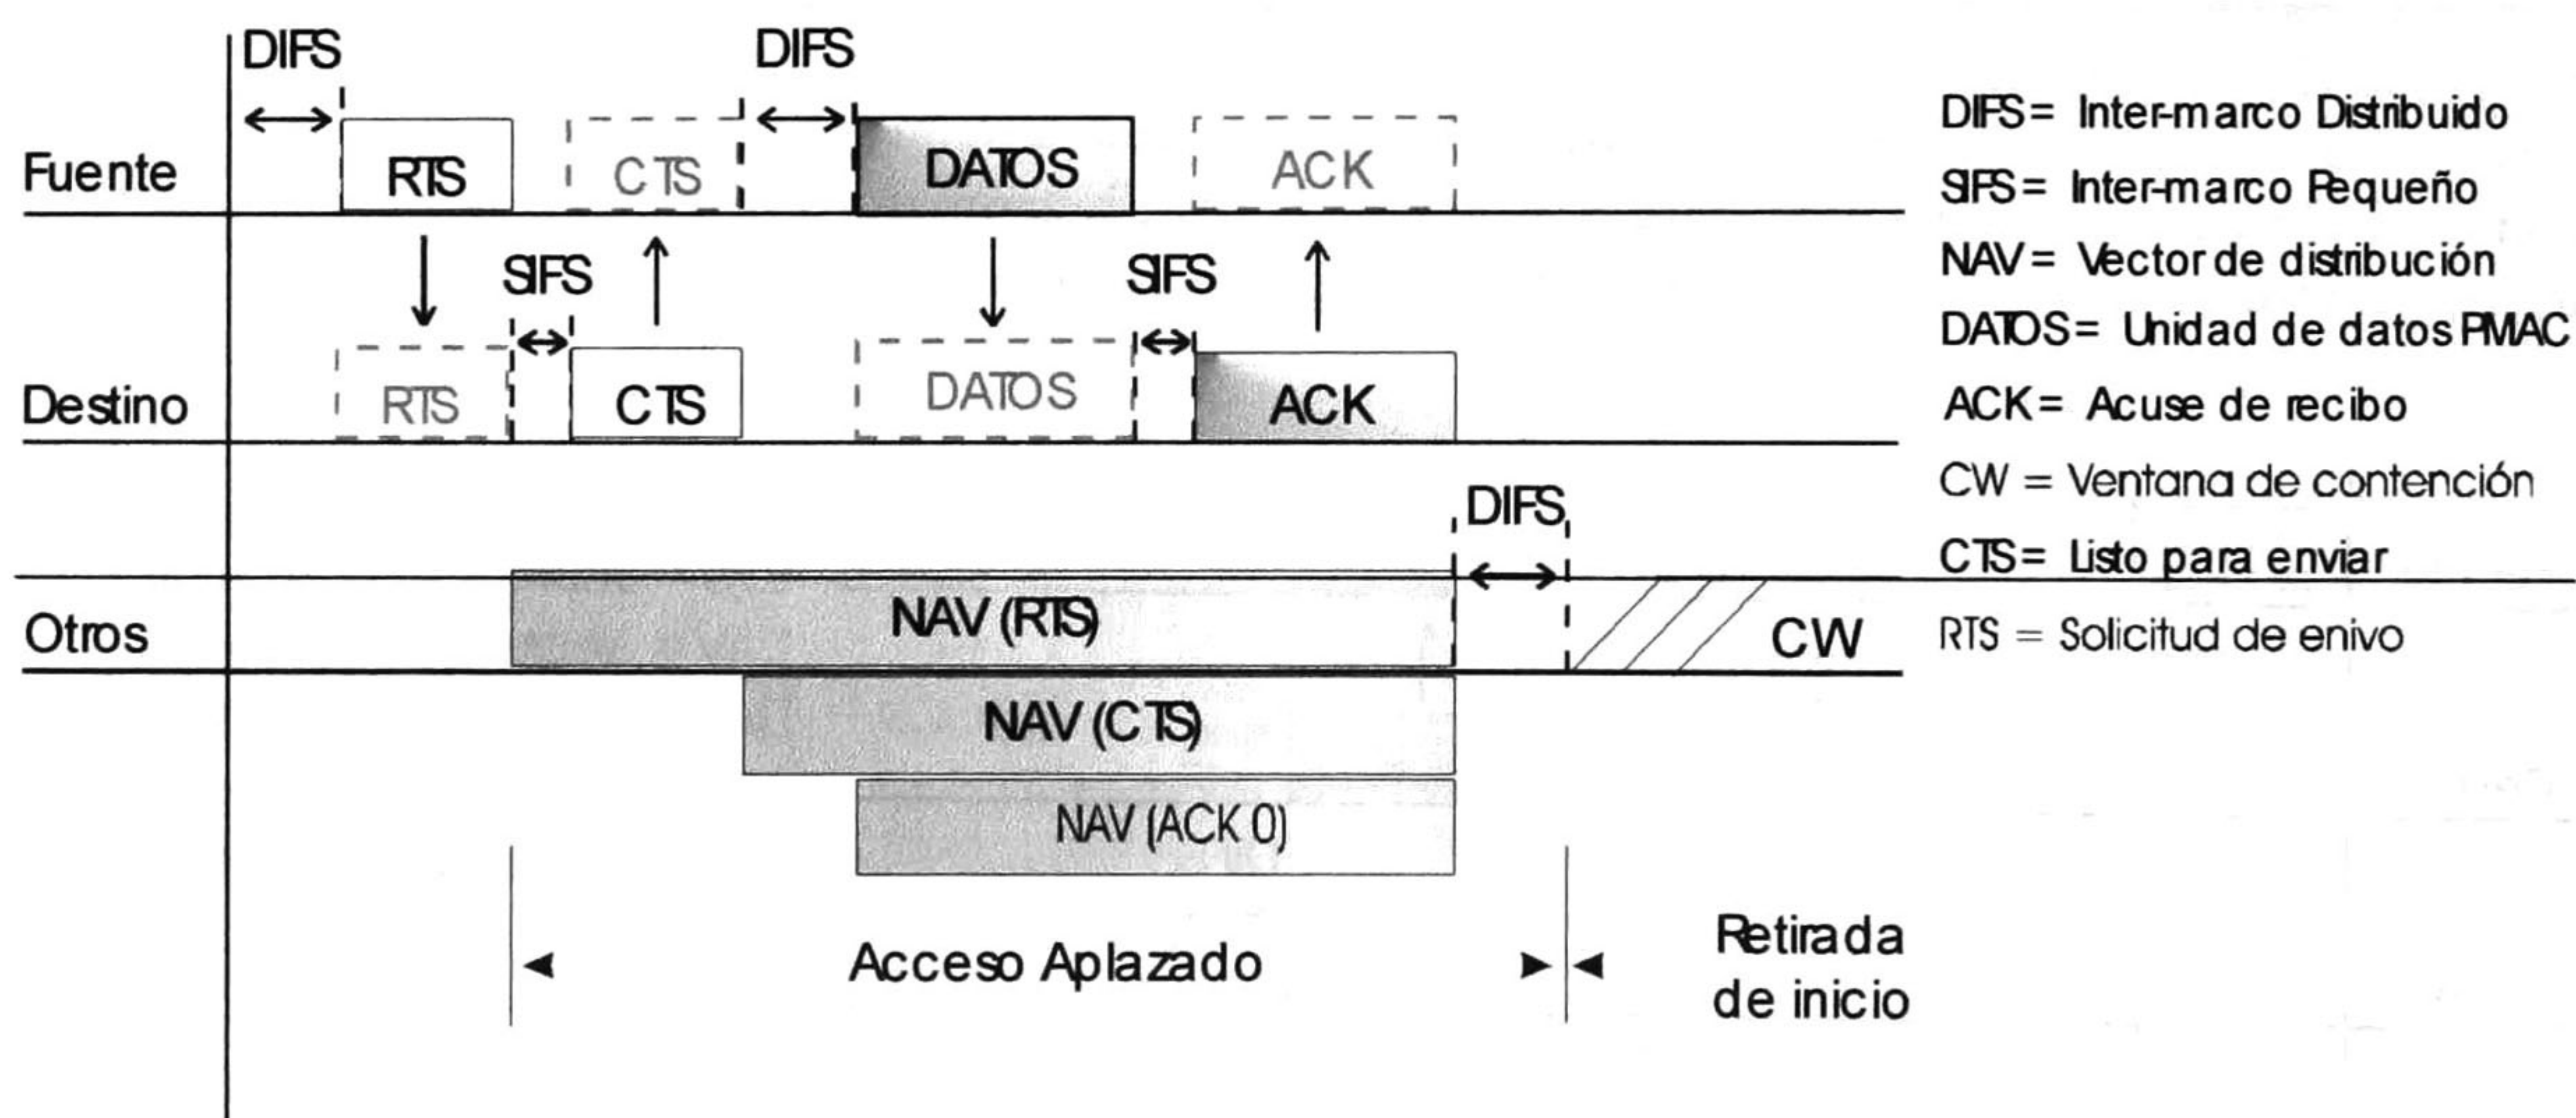 DIFS
DIFS
Fuente
RTS
CTS
DATOS
ACK
SIFS
SIFS
Destino
RTS
CTS
DATOS
ACK
DIFS
Otros
NAV (RTS)
CW
NAV (CTS)
NAV (ACK 0)
Acceso Aplazado
Retirada
de inicio
DIFS= Inter-marco Distribuido
SIFS= Inter-marco Pequeño
NAV= Vector de distribución
DATOS= Unidad de datos PMAC
ACK= Acuse de recibo
CW = Ventana de contención
CTS= Listo para enviar
RTS = Solicitud de enivo